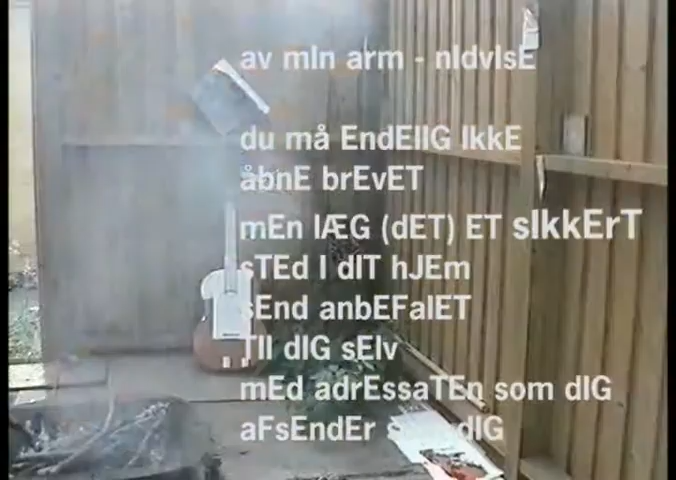 av mIn arm - nIdvIsE
du må EndElIG IkkE
åbnE brEvET
mEn lÆG (dET) ET sIkkErT
sTEd I dIT hJEm
sEnd anbEFalET
TIl dIG sElv
mEd adrEssaTEn som dIG
aFsEndEr dIG